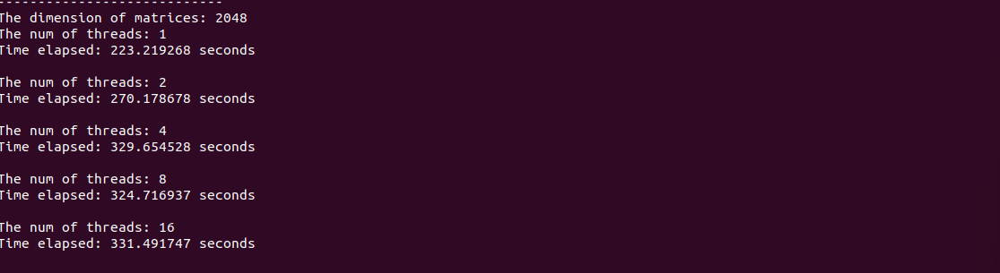 ----------------------------
The dimension of matrices: 2048
The num of threads: 1
Time elapsed: 223.219268 seconds
The num of threads: 2
Time elapsed: 270.178678 seconds
The num of threads: 4
Time elapsed: 329.654528 seconds
The num of threads: 8
Time elapsed: 324.716937 seconds
The num of threads: 16
Time elapsed: 331.491747 seconds